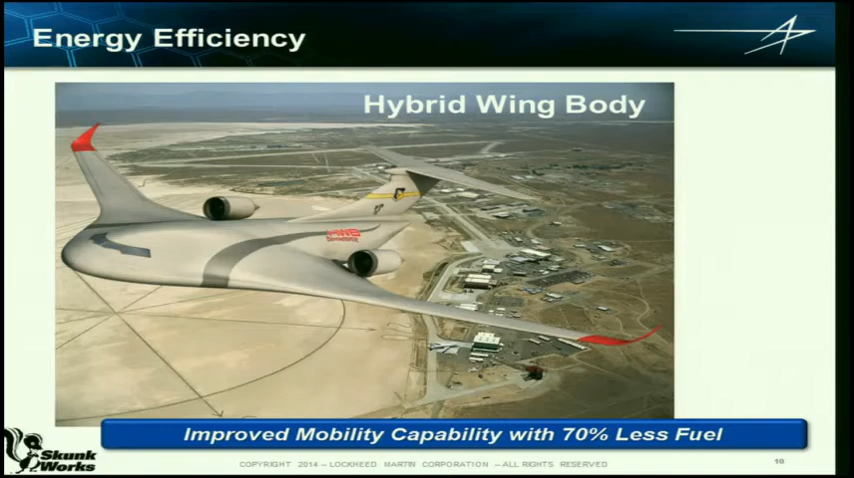 Energy Efficiency
Hybrid Wing Body
HWB
Improved Mobility Capability with 70% Less Fuel
Skunk
Works
COPYRIGHT 2014 – LOCKHEED MARTIN CORPORATION – ALL RIGHTS RESERVED
10